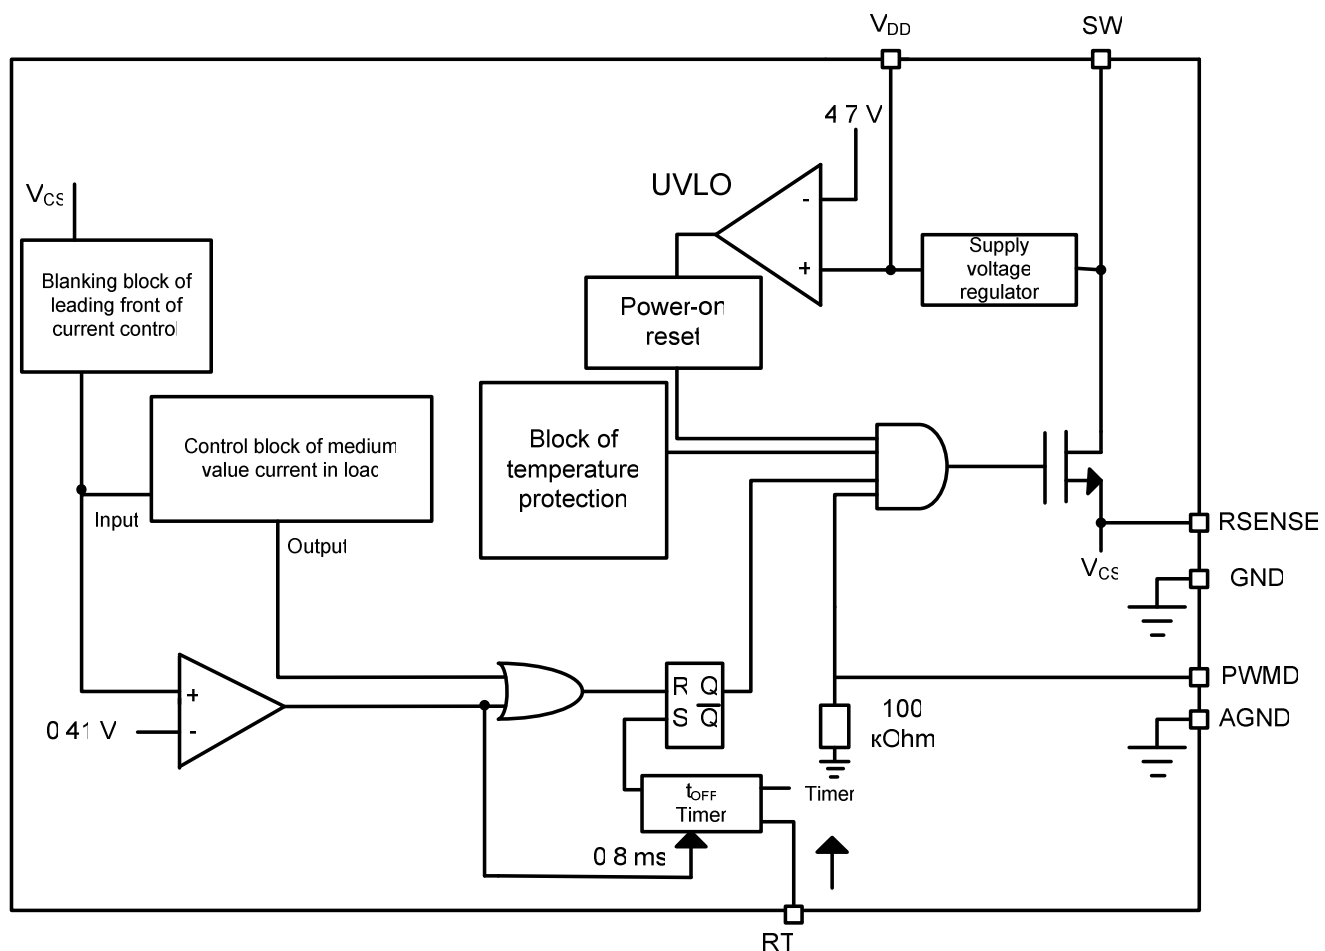 VDD
SW
4 7 V
UVLO
VCS
Supply
voltage
regulator
Blanking block of
leading front of
current control
Power-on
reset
Control block of medium
value current in load
Block of
temperature
protection
Input
Output
RSENSE
VCS
GND
PWMD
AGND
R Q
S Q
+
-
+
-
0 41 V
100
кOhm
tOFF
Timer
Timer
0 8 ms
RT